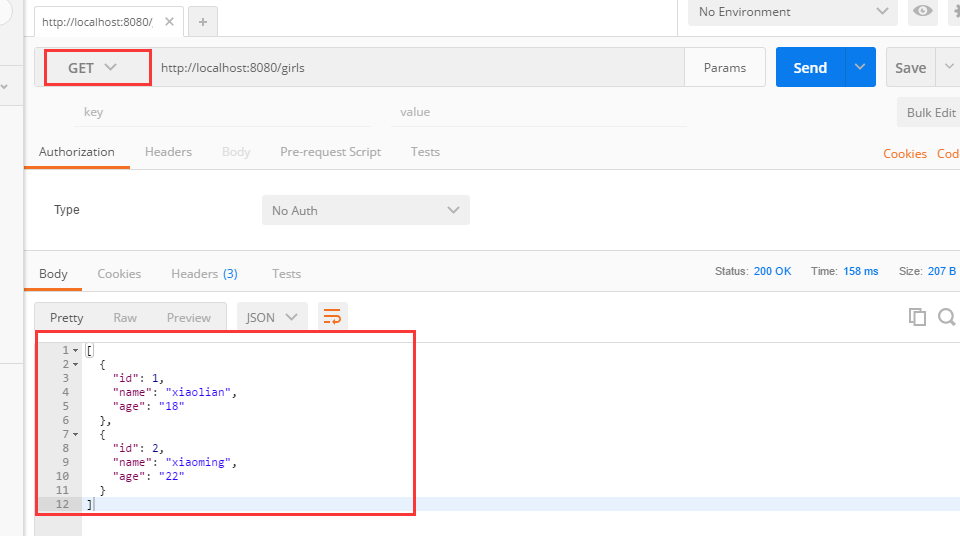 http://localhost:8080/
No Environment
GET http://localhost:8080/girls Params Send Save
key value Bulk Edit
Authorization Headers Body Pre-request Script Tests Cookies
Type No Auth
Body Cookies Headers (3) Tests Status: 200 OK Time: 158 ms Size: 207 B
Pretty Raw Preview JSON
1 [
2 {
3 "id": 1,
4 "name": "xiaolian",
5 "age": "18"
6 },
7 {
8 "id": 2,
9 "name": "xiaoming",
10 "age": "22"
11 }
12 ]